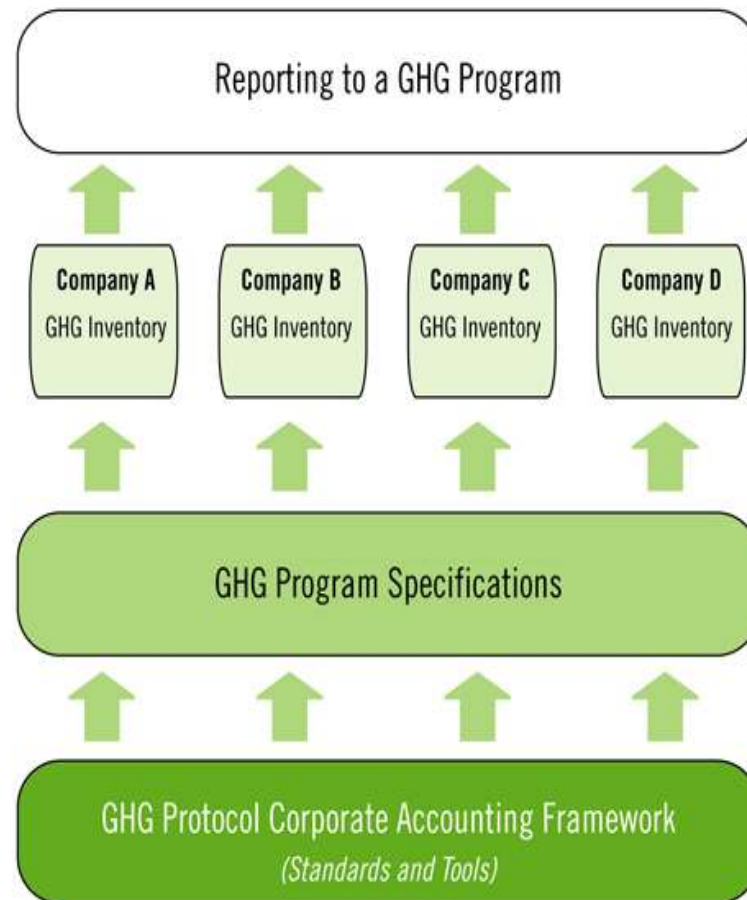 Reporting to a GHG Program
Company A
GHG Inventory
Company B
GHG Inventory
Company C
GHG Inventory
Company D
GHG Inventory
GHG Program Specifications
GHG Protocol Corporate Accounting Framework
(Standards and Tools)